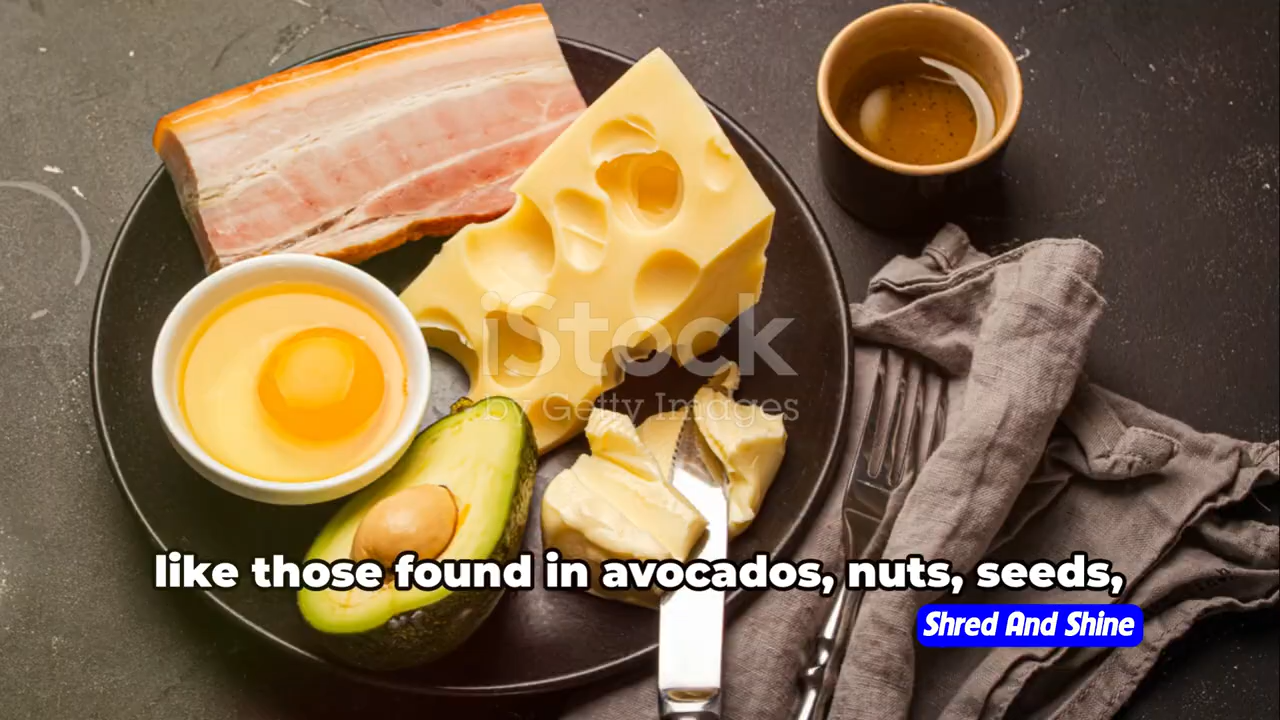 iStock
by Getty Images
like those found in avocados, nuts, seeds,
Shred And Shine